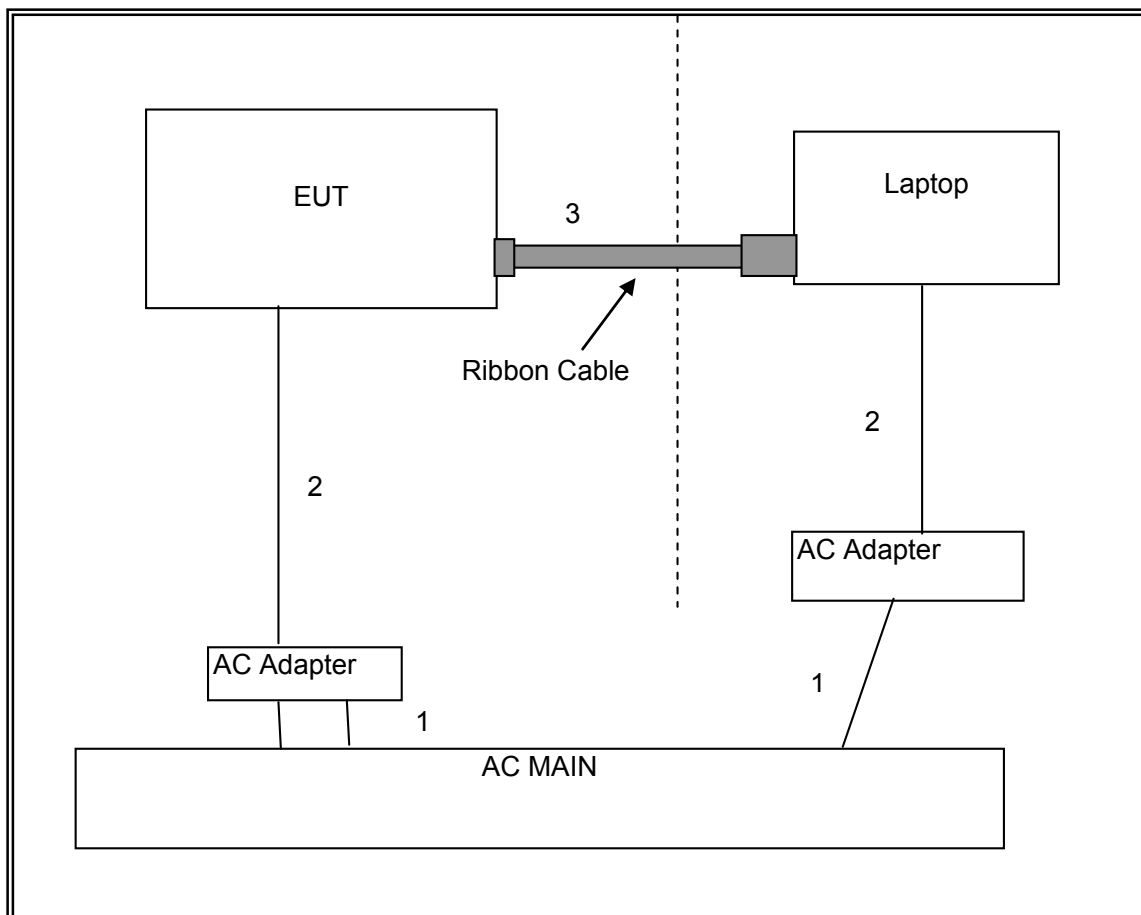 EUT
Laptop
3
Ribbon Cable
2
2
AC Adapter
AC Adapter
1
1
AC MAIN